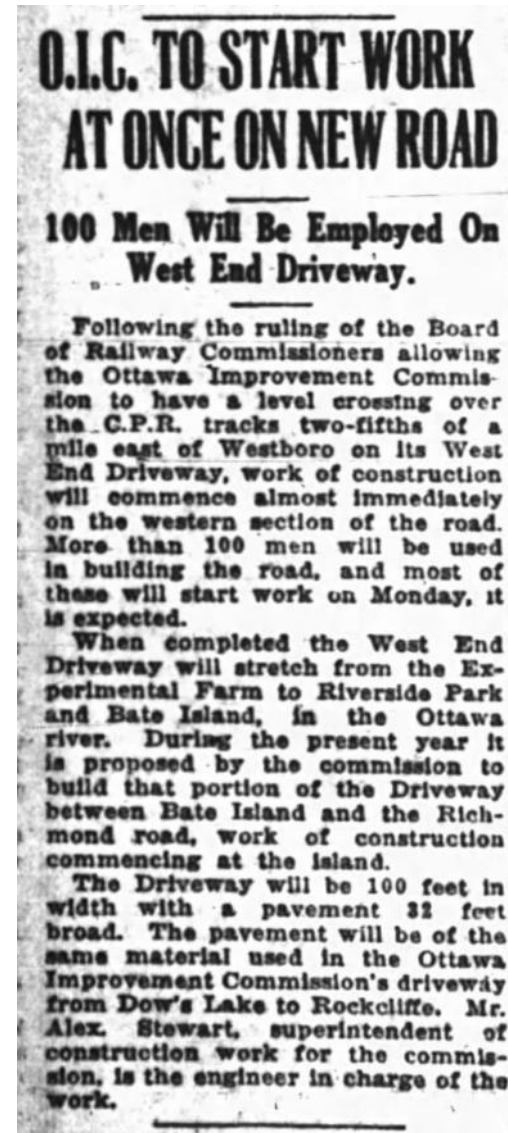 O.I.C. TO START WORK
AT ONCE ON NEW ROAD
100 Men Will Be Employed On
West End Driveway.
Following the ruling of the Board
of Railway Commissioners allowing
the Ottawa Improvement Commis-
sion to have a level crossing over
the C.P.R. tracks two-fifths of a
mile east of Westboro on its West
End Driveway, work of construction
will commence almost immediately
on the western section of the road.
More than 100 men will be used
in building the road, and most of
these will start work on Monday, it
is expected.
When completed the West End
Driveway will stretch from the Ex-
perimental Farm to Riverside Park
and Bate Island, in the Ottawa
river. During the present year it
is proposed by the commission to
build that portion of the Driveway
between Bate Island and the Rich-
mond road, work of construction
commencing at the island.
The Driveway will be 100 feet in
width with a pavement 32 feet
broad. The pavement will be of the
same material used in the Ottawa
Improvement Commission's driveway
from Dow's Lake to Rockcliffe. Mr.
Alex. Stewart, superintendent of
construction work for the commis-
sion, is the engineer in charge of the
work.